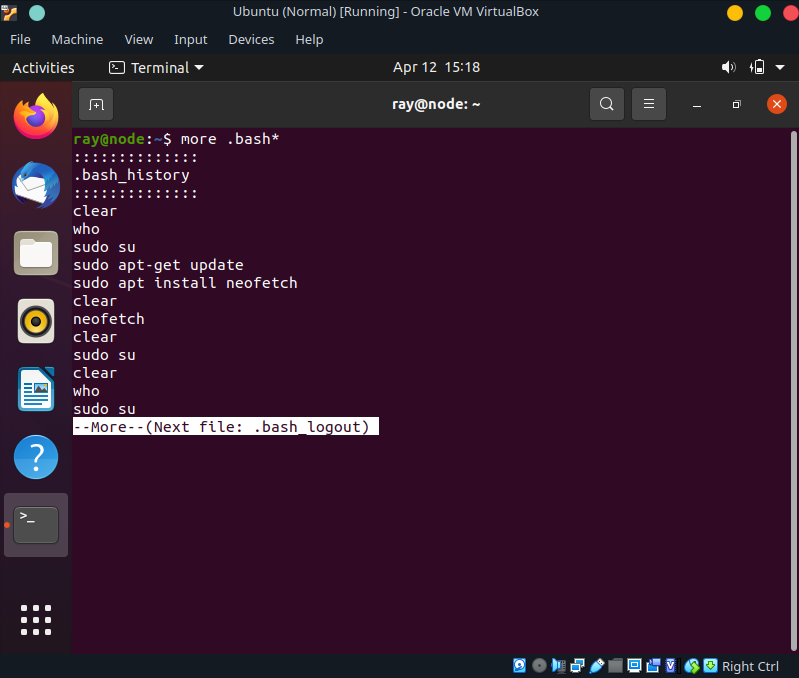 Ubuntu (Normal) [Running] - Oracle VM VirtualBox
File Machine View Input Devices Help
Activities Terminal Apr 12 15:18
ray@node: ~
ray@node:~$ more .bash*
::::::::::::::
.bash_history
::::::::::::::
clear
who
sudo su
sudo apt-get update
sudo apt install neofetch
clear
neofetch
clear
sudo su
clear
who
sudo su
--More--(Next file: .bash_logout)
>_
Right Ctrl